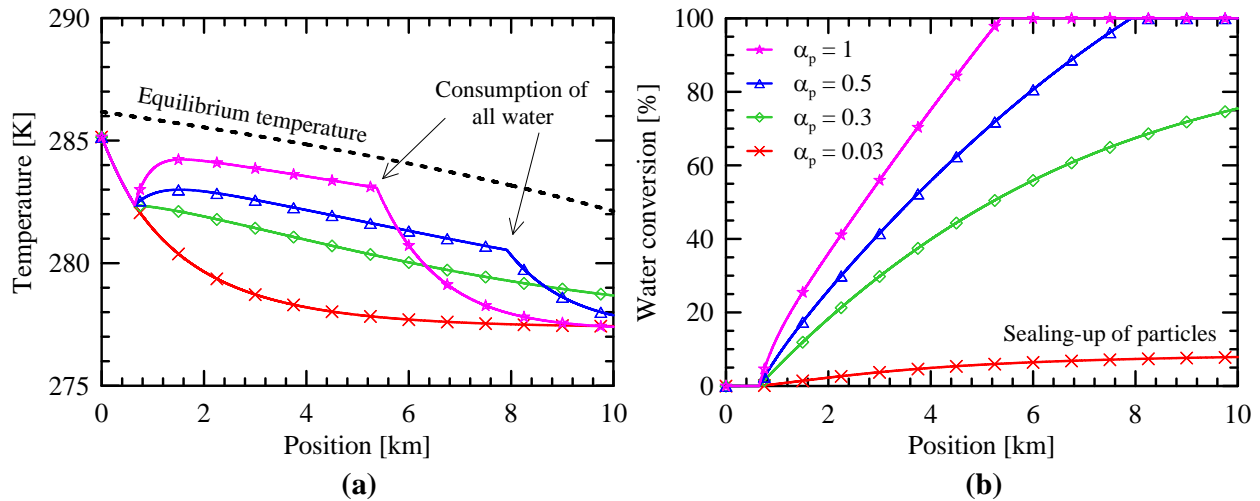 290
285
280
275
Temperature [K]
Equilibrium temperature
Consumption of
all water
0
2
4
6
8
10
Position [km]
(a)
100
80
60
40
20
0
Water conversion [%]
αp = 1
αp = 0.5
αp = 0.3
αp = 0.03
Sealing-up of particles
0
2
4
6
8
10
Position [km]
(b)